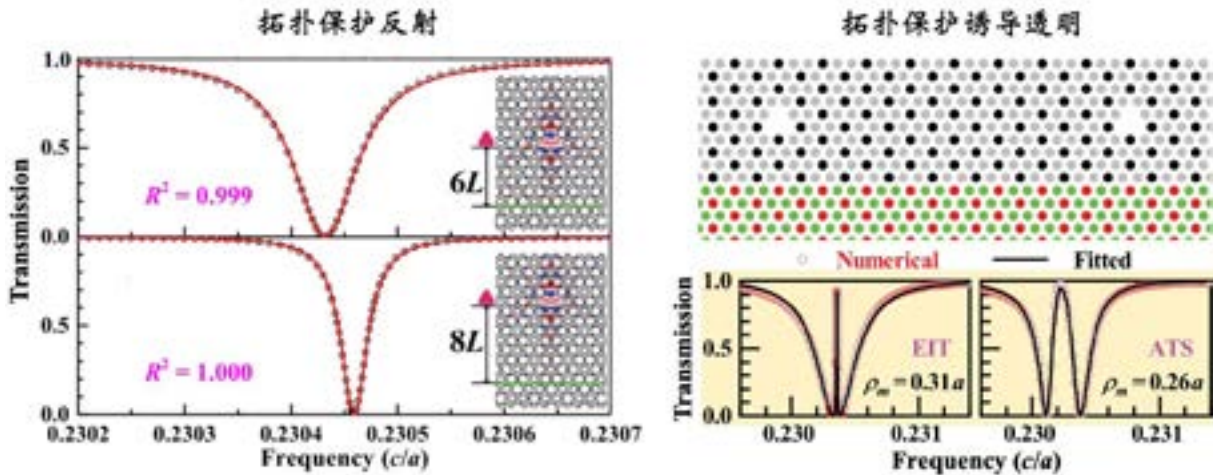 拓扑保护反射
1.0
0.5
0.0
0.5
0.0
Transmission
R² = 0.999
6L
R² = 1.000
8L
0.2302 0.2303 0.2304 0.2305 0.2306 0.2307
Frequency (c/a)
拓扑保护诱导透明
Numerical Fitted
1.0
0.5
0.0
Transmission
EIT
ρm = 0.31a
ATS
ρm = 0.26a
0.230 0.231 0.230 0.231
Frequency (c/a)